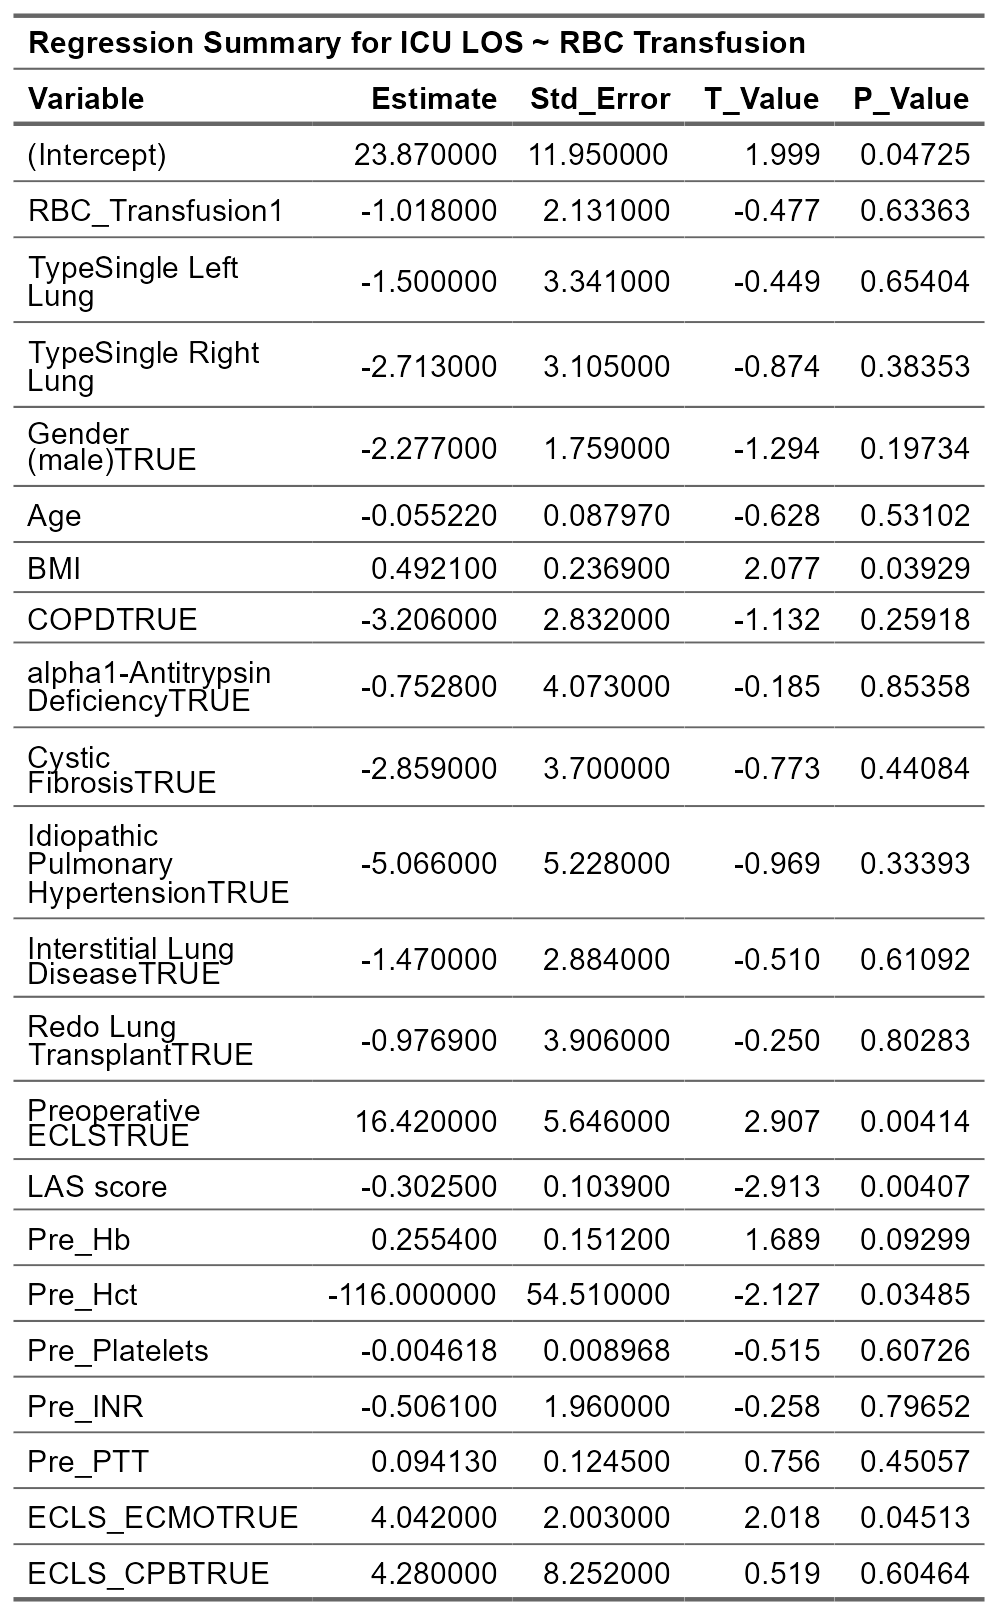 Regression Summary for ICU LOS ~ RBC Transfusion
Variable Estimate Std_Error T_Value P_Value
(Intercept) 23.870000 11.950000 1.999 0.04725
RBC_Transfusion1 -1.018000 2.131000 -0.477 0.63363
TypeSingle Left
Lung -1.500000 3.341000 -0.449 0.65404
TypeSingle Right
Lung -2.713000 3.105000 -0.874 0.38353
Gender
(male)TRUE -2.277000 1.759000 -1.294 0.19734
Age -0.055220 0.087970 -0.628 0.53102
BMI 0.492100 0.236900 2.077 0.03929
COPDTRUE -3.206000 2.832000 -1.132 0.25918
alpha1-Antitrypsin
DeficiencyTRUE -0.752800 4.073000 -0.185 0.85358
Cystic
FibrosisTRUE -2.859000 3.700000 -0.773 0.44084
Idiopathic
Pulmonary -5.066000 5.228000 -0.969 0.33393
HypertensionTRUE
Interstitial Lung
DiseaseTRUE -1.470000 2.884000 -0.510 0.61092
Redo Lung
TransplantTRUE -0.976900 3.906000 -0.250 0.80283
Preoperative
ECLSTRUE 16.420000 5.646000 2.907 0.00414
LAS score -0.302500 0.103900 -2.913 0.00407
Pre_Hb 0.255400 0.151200 1.689 0.09299
Pre_Hct -116.000000 54.510000 -2.127 0.03485
Pre_Platelets -0.004618 0.008968 -0.515 0.60726
Pre_INR -0.506100 1.960000 -0.258 0.79652
Pre_PTT 0.094130 0.124500 0.756 0.45057
ECLS_ECMOTRUE 4.042000 2.003000 2.018 0.04513
ECLS_CPBTRUE 4.280000 8.252000 0.519 0.60464